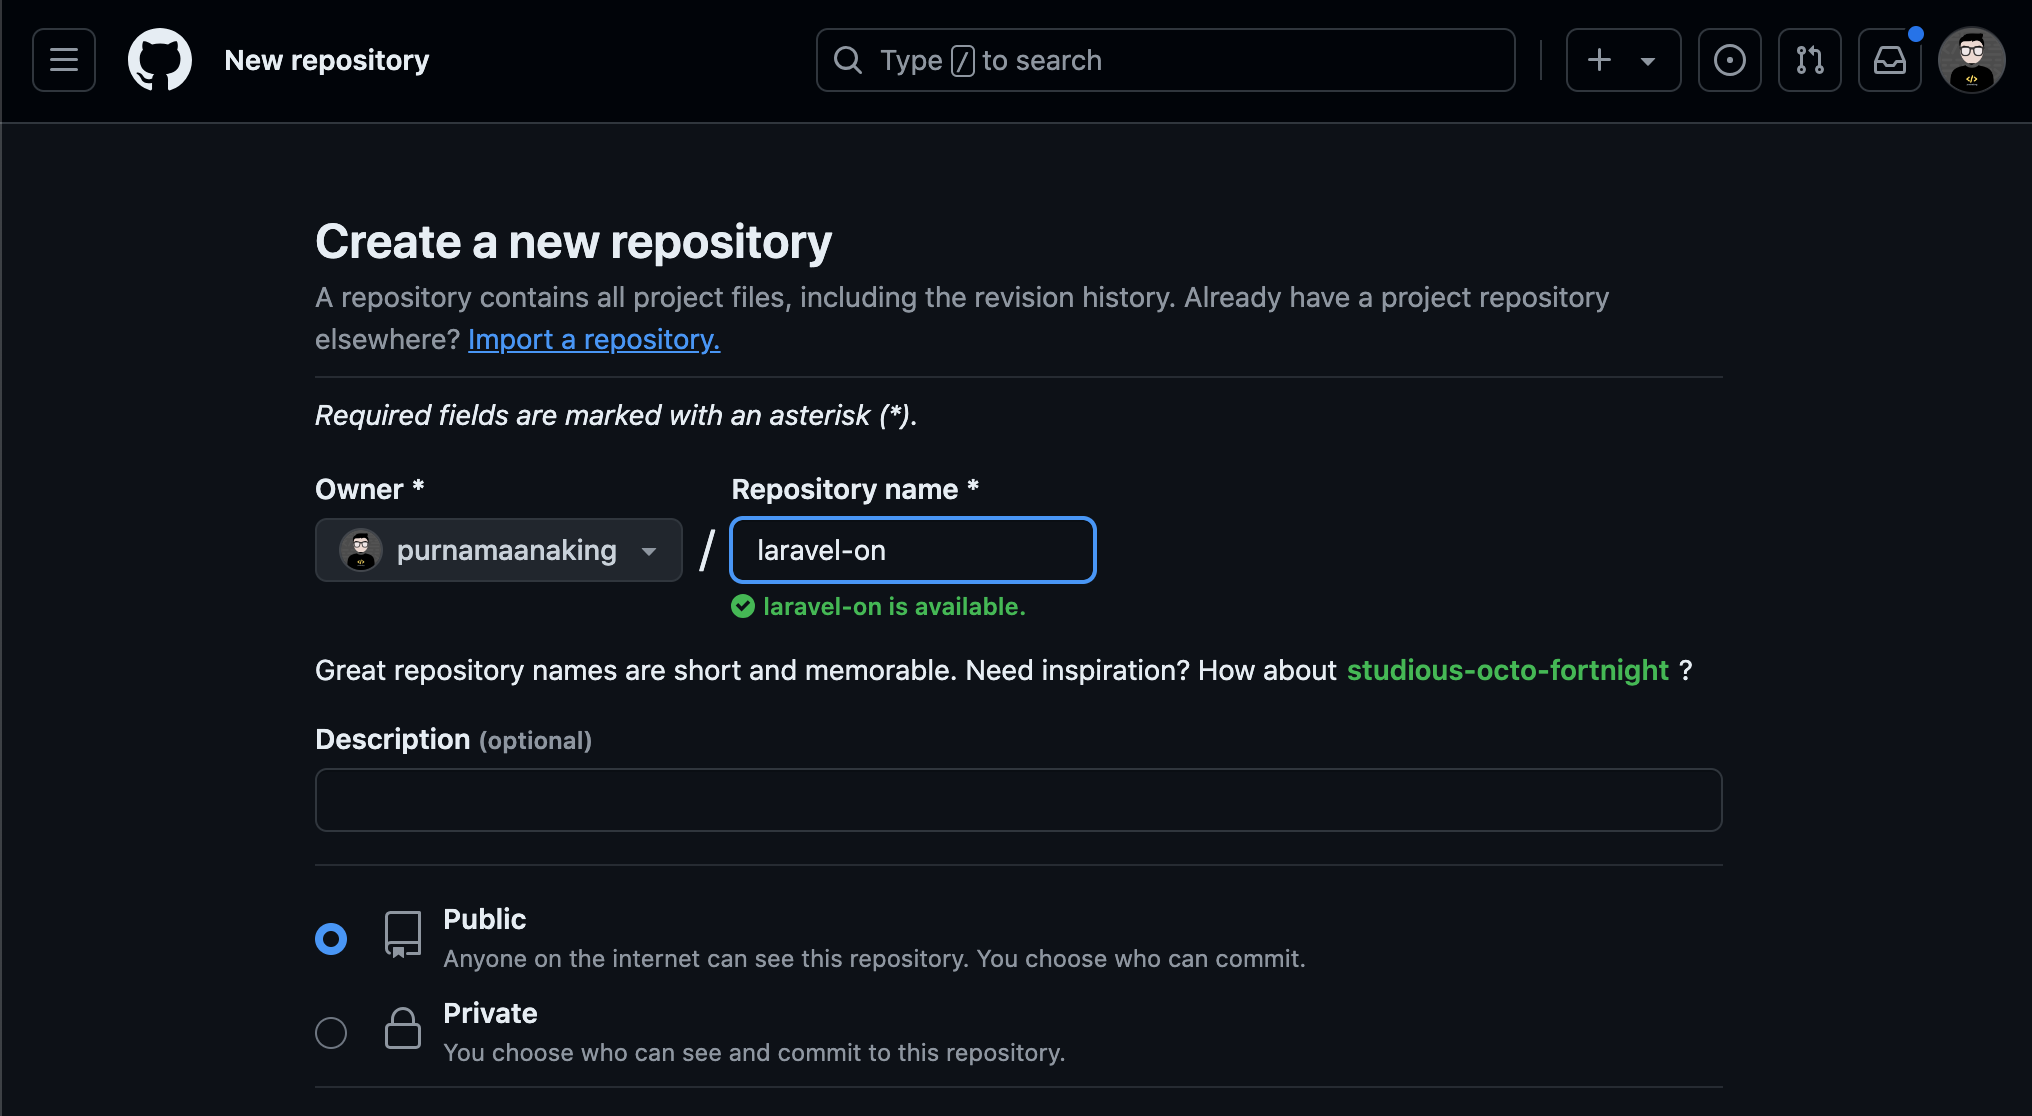 New repository
Type / to search
Create a new repository
A repository contains all project files, including the revision history. Already have a project repository
elsewhere? Import a repository.
Required fields are marked with an asterisk (*).
Owner * Repository name *
purnamaanaking / laravel-on
laravel-on is available.
Great repository names are short and memorable. Need inspiration? How about studious-octo-fortnight ?
Description (optional)
Public
Anyone on the internet can see this repository. You choose who can commit.
Private
You choose who can see and commit to this repository.